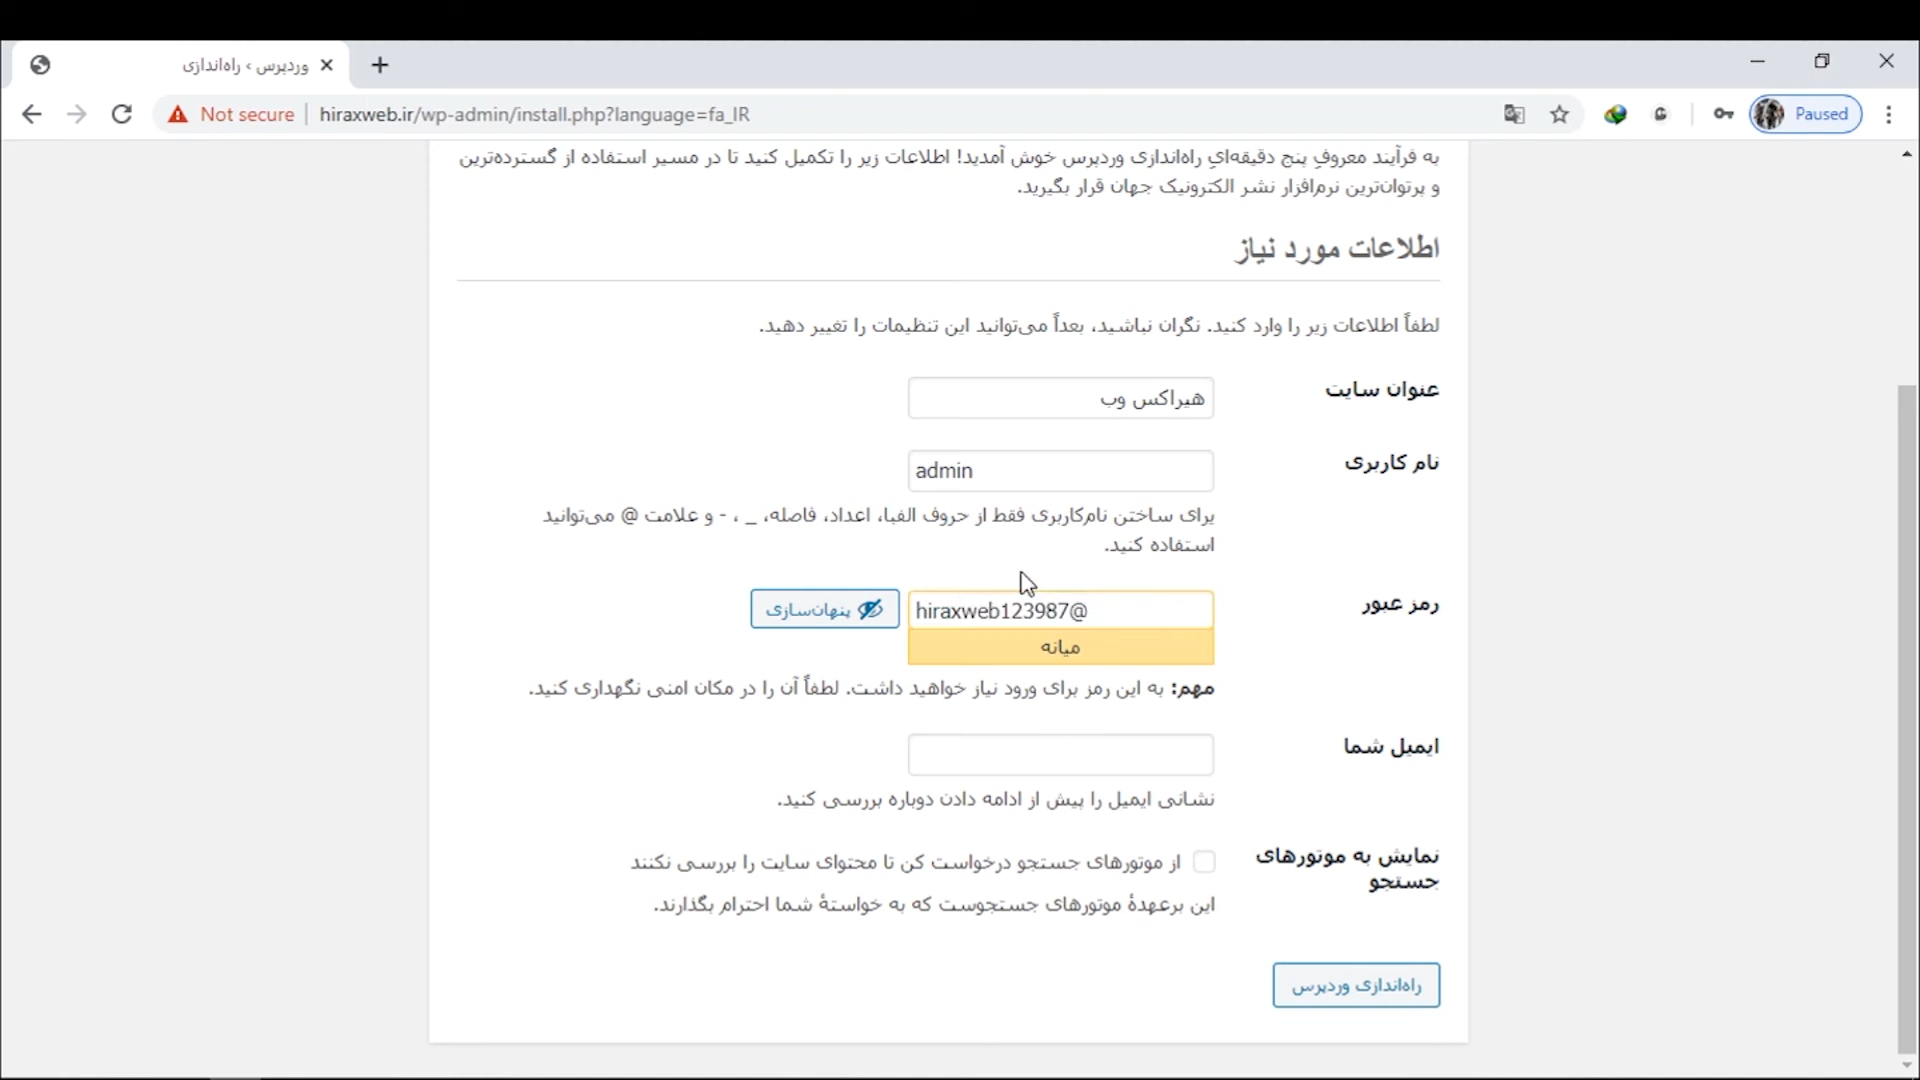 وردپرس › راه‌اندازی
Not secure
hiraxweb.ir/wp-admin/install.php?language=fa_IR
Paused
به فرآیند معروفِ پنج دقیقه‌ایِ راه‌اندازی وردپرس خوش آمدید! اطلاعات زیر را تکمیل کنید تا در مسیر استفاده از گسترده‌ترین
و پرتوان‌ترین نرم‌افزار نشر الکترونیک جهان قرار بگیرید.
اطلاعات مورد نیاز
لطفاً اطلاعات زیر را وارد کنید. نگران نباشید، بعداً می‌توانید این تنظیمات را تغییر دهید.
عنوان سایت
هیراکس وب
نام کاربری
admin
برای ساختن نام‌کاربری فقط از حروف الفبا، اعداد، فاصله، _ ، - و علامت @ می‌توانید
استفاده کنید.
رمز عبور
hiraxweb123987@
پنهان‌سازی
میانه
مهم: به این رمز برای ورود نیاز خواهید داشت. لطفاً آن را در مکان امنی نگهداری کنید.
ایمیل شما
نشانی ایمیل را پیش از ادامه دادن دوباره بررسی کنید.
نمایش به موتورهای
جستجو
از موتورهای جستجو درخواست کن تا محتوای سایت را بررسی نکنند
این برعهدهٔ موتورهای جستجوست که به خواستهٔ شما احترام بگذارند.
راه‌اندازی وردپرس